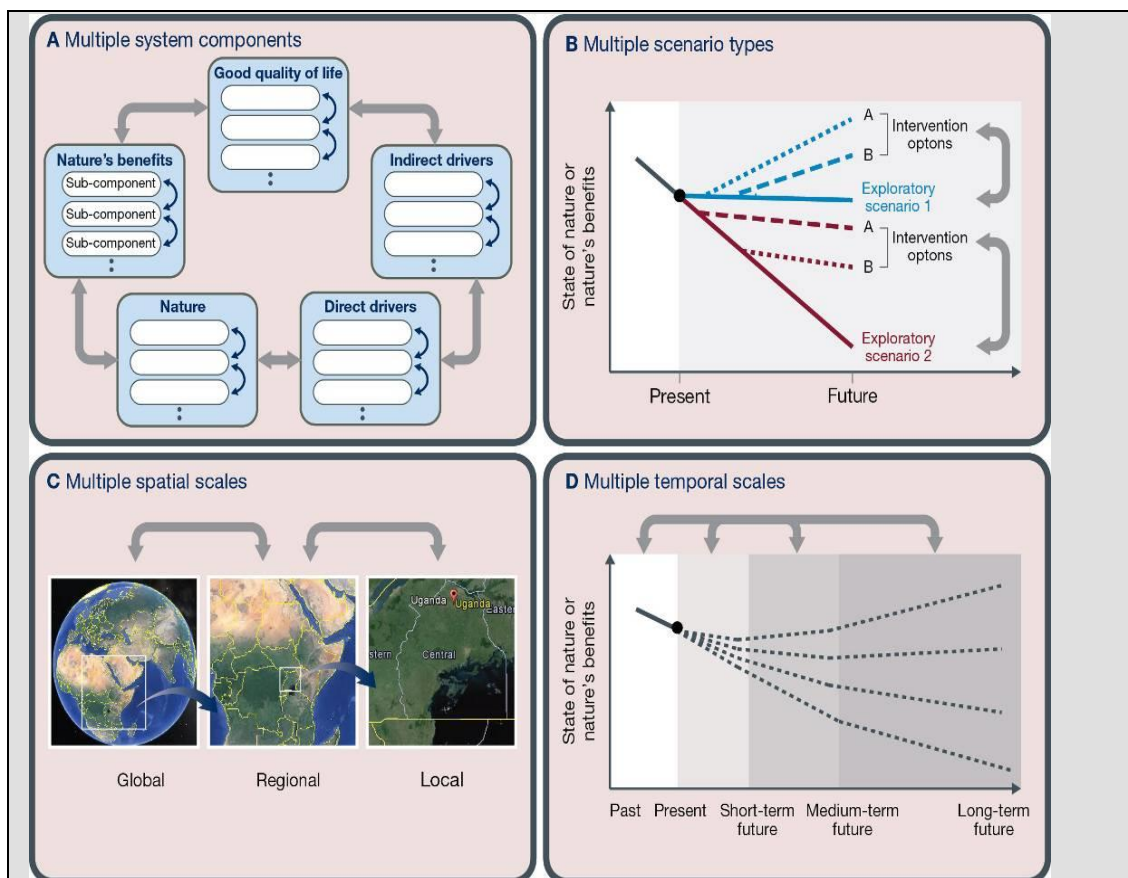 A Multiple system components
Good quality of life
Nature's benefits
Sub-component
Sub-component
Sub-component
Indirect drivers
Nature
Direct drivers
B Multiple scenario types
State of nature or
nature's benefits
A
B
Intervention
optons
Exploratory
scenario 1
A
B
Intervention
optons
Exploratory
scenario 2
Present
Future
C Multiple spatial scales
Uganda
Uganda
Easte
stern
Central
Global
Regional
Local
D Multiple temporal scales
State of nature or
nature's benefits
Past
Present
Short-term
future
Medium-term
future
Long-term
future